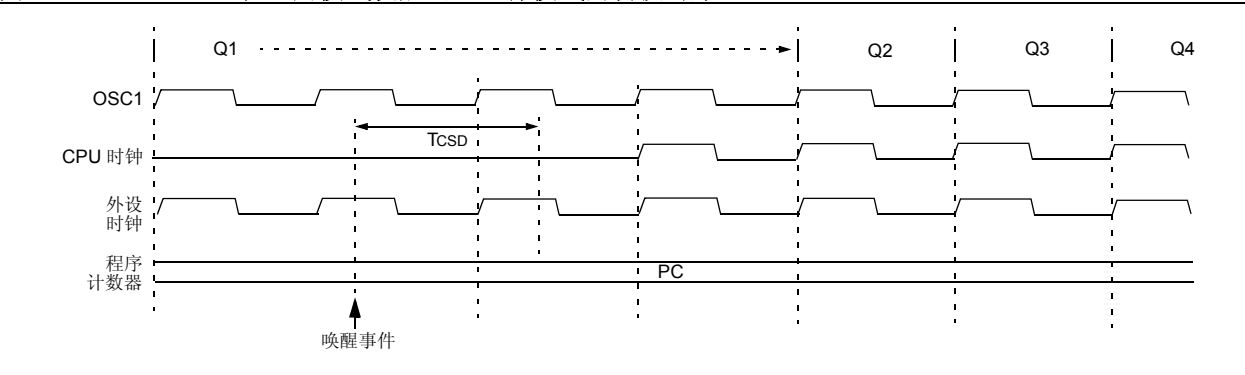 Q1 Q2 Q3 Q4
OSC1
TCSD
CPU 时钟
外设
时钟
程序
计数器
PC
唤醒事件